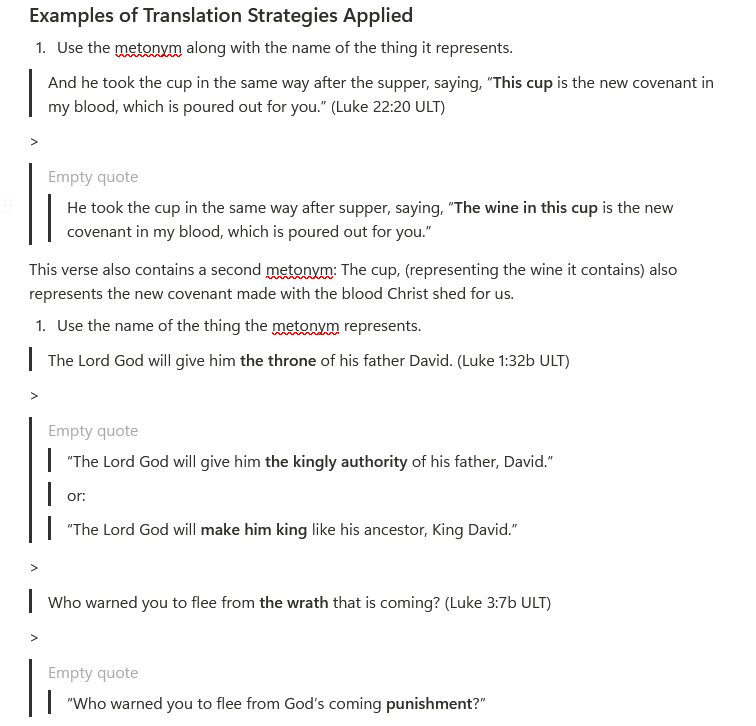 Examples of Translation Strategies Applied
1. Use the metonym along with the name of the thing it represents.
And he took the cup in the same way after the supper, saying, “This cup is the new covenant in
my blood, which is poured out for you.” (Luke 22:20 ULT)
>
Empty quote
He took the cup in the same way after supper, saying, “The wine in this cup is the new
covenant in my blood, which is poured out for you.”
This verse also contains a second metonym: The cup, (representing the wine it contains) also
represents the new covenant made with the blood Christ shed for us.
1. Use the name of the thing the metonym represents.
The Lord God will give him the throne of his father David. (Luke 1:32b ULT)
>
Empty quote
“The Lord God will give him the kingly authority of his father, David.”
or:
“The Lord God will make him king like his ancestor, King David.”
>
Who warned you to flee from the wrath that is coming? (Luke 3:7b ULT)
>
Empty quote
“Who warned you to flee from God’s coming punishment?”